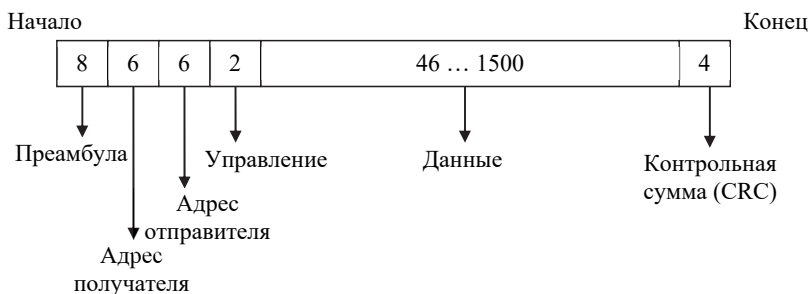 Начало Конец
8 6 6 2 46 … 1500 4
Преамбула Управление Данные Контрольная
сумма (CRC)
Адрес
отправителя
Адрес
получателя